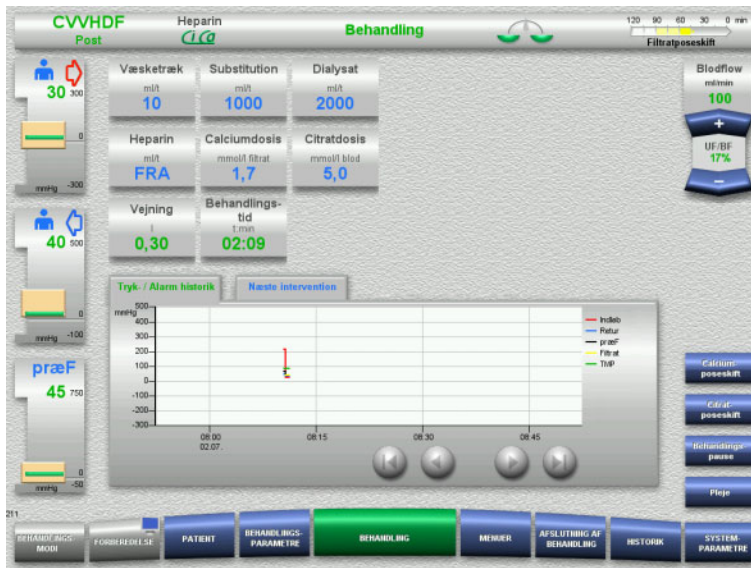 CVVHDF
Post
Heparin
CiCa
Behandling
120 90 60 30 0 min
Filtratposeskift
30 300
0
mmHg -300
40 500
0
mmHg -100
præF
45 750
0
mmHg -50
Væsketræk
ml/t
10
Substitution
ml/t
1000
Dialysat
ml/t
2000
Heparin
ml/t
FRA
Calciumdosis
mmol/l filtrat
1,7
Citratdosis
mmol/l blod
5,0
Vejning
l
0,30
Behandlings-
tid
t:min
02:09
Blodflow
ml/min
100
+
UF/BF
17%
−
Tryk- / Alarm historik
Næste intervention
mmHg
500
400
300
200
100
0
-100
-200
-300
08:00
02.07.
08:15
08:30
08:45
Indløb
Retur
præF
Filtrat
TMP
Calcium-
poseskift
Citrat-
poseskift
Behandlings-
pause
Pleje
211
BEHANDLINGS-
MODI
FORBEREDELSE
PATIENT
BEHANDLINGS-
PARAMETRE
BEHANDLING
MENUER
AFSLUTNING AF
BEHANDLING
HISTORIK
SYSTEM-
PARAMETRE